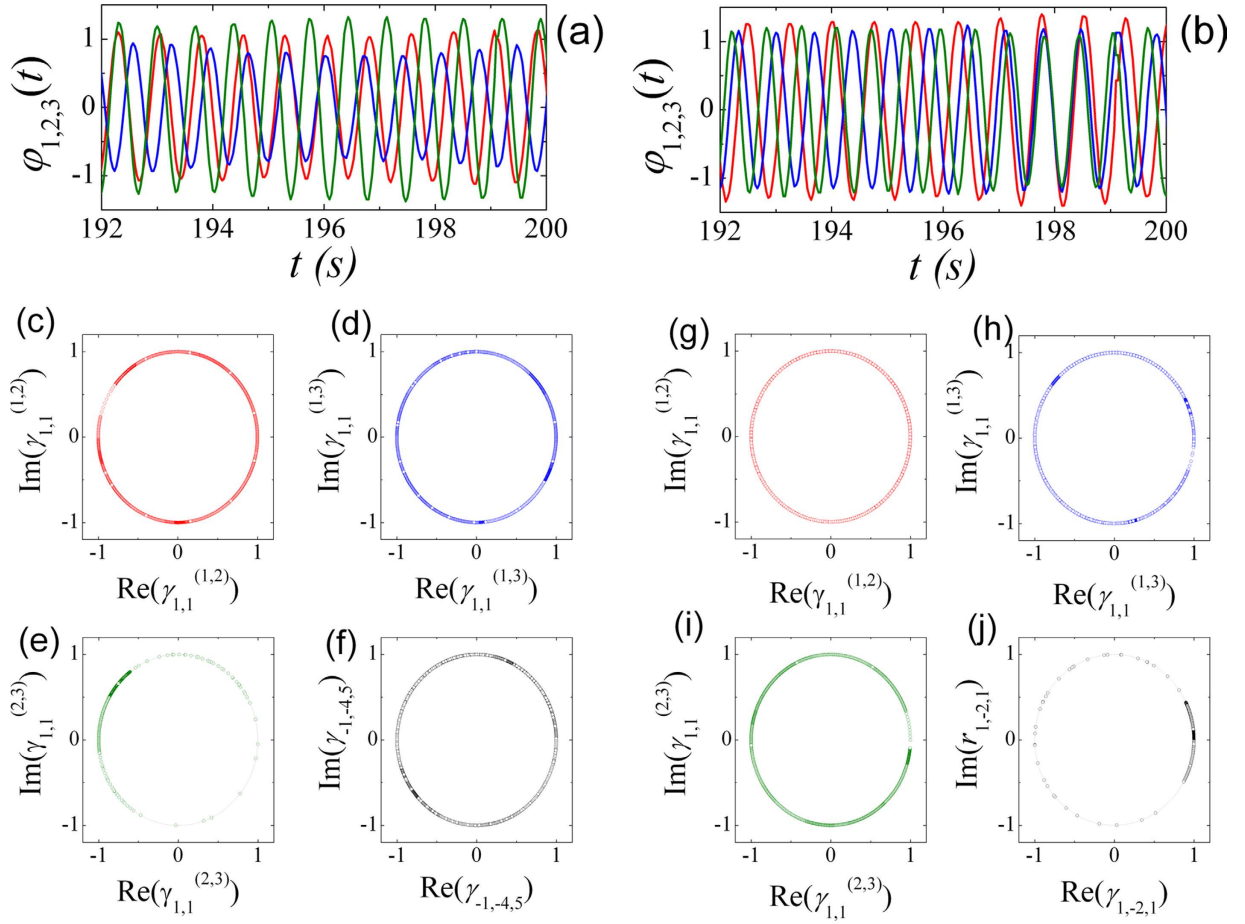 (a)
φ1,2,3(t)
1
0
-1
192 194 196 198 200
t (s)
(b)
φ1,2,3(t)
1
0
-1
192 194 196 198 200
t (s)
(c)
Im(γ1,1(1,2))
1
0
-1
-1 0 1
Re(γ1,1(1,2))
(d)
Im(γ1,1(1,3))
1
0
-1
-1 0 1
Re(γ1,1(1,3))
(g)
Im(γ1,1(1,2))
1
0
-1
-1 0 1
Re(γ1,1(1,2))
(h)
Im(γ1,1(1,3))
1
0
-1
-1 0 1
Re(γ1,1(1,3))
(e)
Im(γ1,1(2,3))
1
0
-1
-1 0 1
Re(γ1,1(2,3))
(f)
Im(γ-1,-4,5)
1
0
-1
-1 0 1
Re(γ-1,-4,5)
(i)
Im(γ1,1(2,3))
1
0
-1
-1 0 1
Re(γ1,1(2,3))
(j)
Im(r1,-2,1)
1
0
-1
-1 0 1
Re(γ1,-2,1)